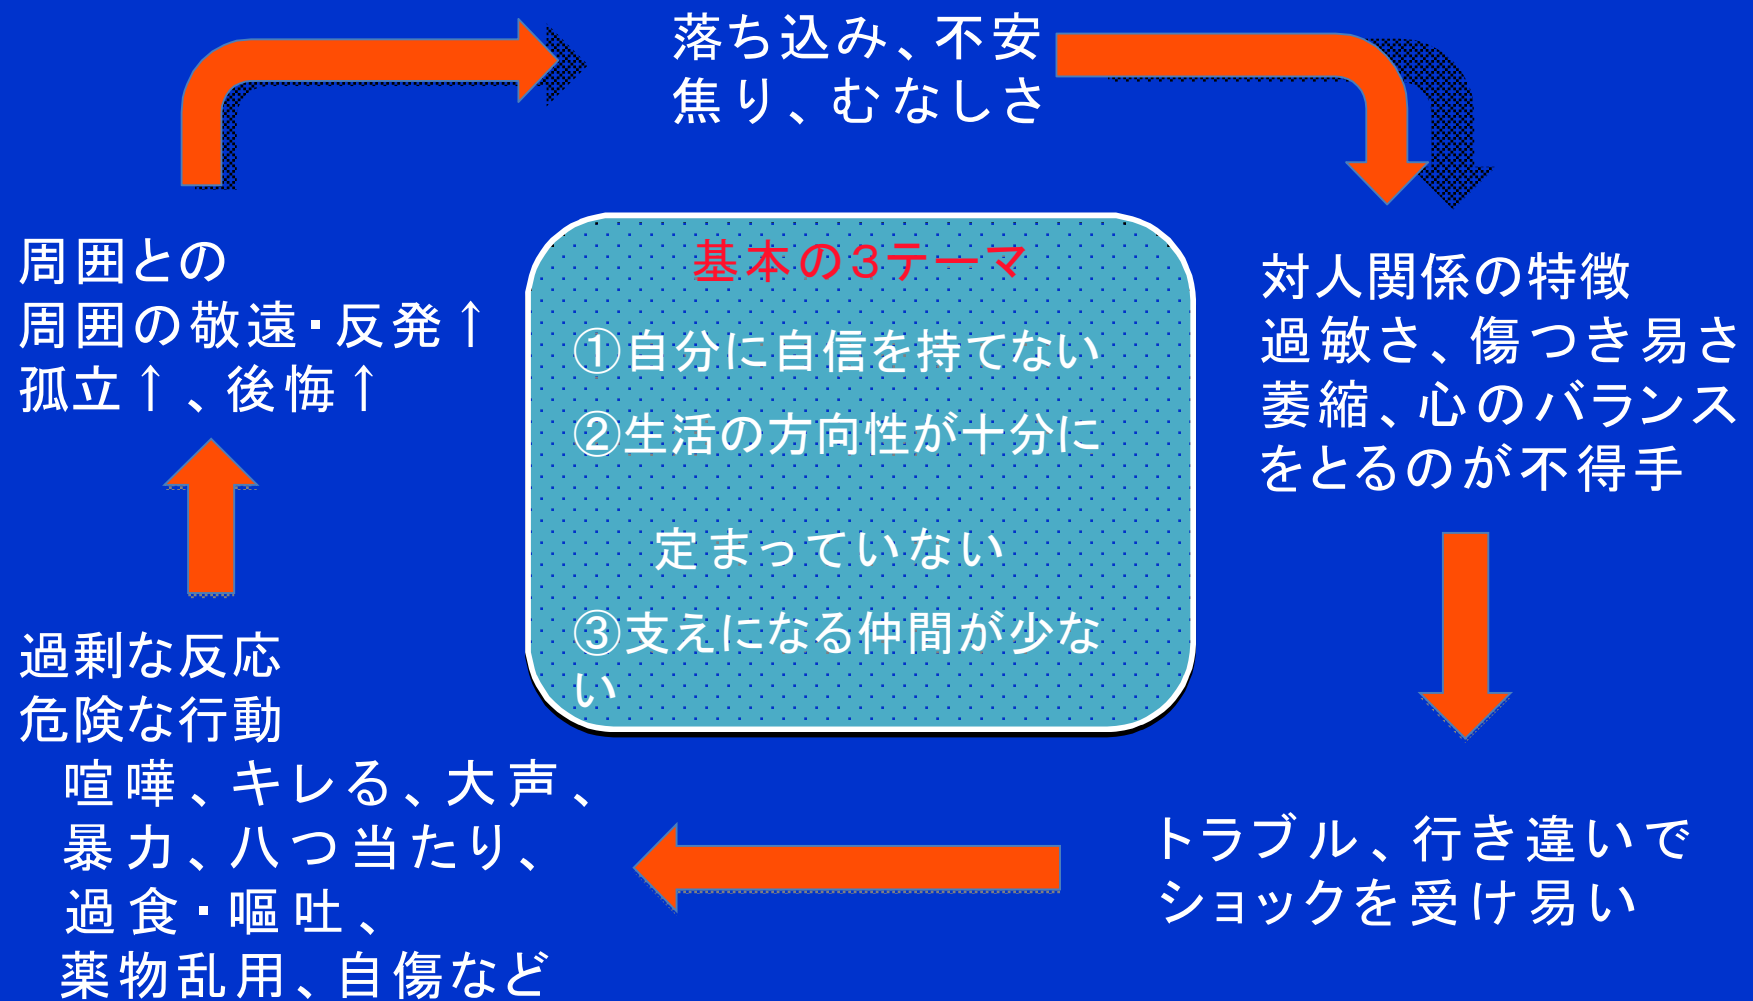 落ち込み、不安
焦り、むなしさ
対人関係の特徴
過敏さ、傷つき易さ
萎縮、心のバランス
をとるのが不得手
トラブル、行き違いで
ショックを受け易い
過剰な反応
危険な行動
喧嘩、キレる、大声、
暴力、八つ当たり、
過食・嘔吐、
薬物乱用、自傷など
周囲との
周囲の敬遠・反発↑
孤立↑、後悔↑
基本の3テーマ
①自分に自信を持てない
②生活の方向性が十分に
定まっていない
③支えになる仲間が少な
い